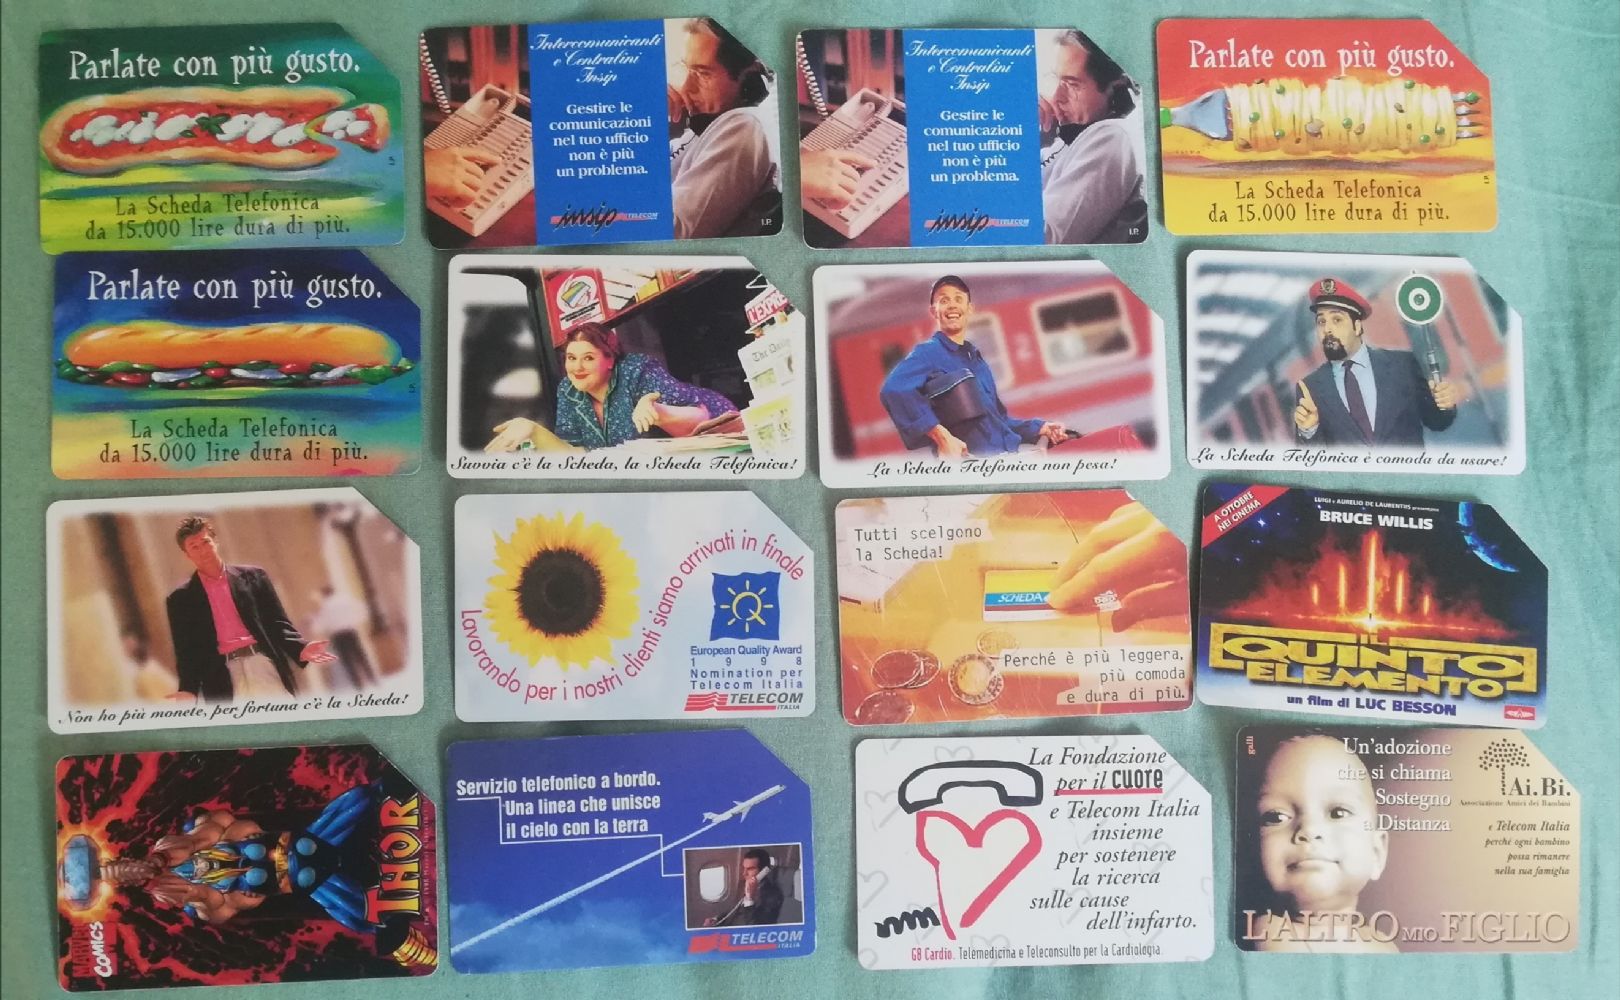 Parlate con più gusto.
La Scheda Telefonica
da 15.000 lire dura di più.
Intercomunicanti
e Centralini
Insip
Gestire le
comunicazioni
nel tuo ufficio
non è più
un problema.
insip TELECOM
I.P.
Intercomunicanti
e Centralini
Insip
Gestire le
comunicazioni
nel tuo ufficio
non è più
un problema.
insip TELECOM
I.P.
Parlate con più gusto.
La Scheda Telefonica
da 15.000 lire dura di più.
Parlate con più gusto.
La Scheda Telefonica
da 15.000 lire dura di più.
L'EXPRE
The Daily
Suvvia c'è la Scheda, la Scheda Telefonica!
2
La Scheda Telefonica non pesa!
La Scheda Telefonica è comoda da usare!
Non ho più monete, per fortuna c'è la Scheda!
Lavorando per i nostri clienti siamo arrivati in finale
European Quality Award
1998
Nomination per
Telecom Italia
TELECOM
ITALIA
Tutti scelgono
la Scheda!
SCHEDA
Perché è più leggera,
più comoda
e dura di più.
A OTTOBRE
NEI CINEMA
LUIGI e AURELIO DE LAURENTIIS presentano
BRUCE WILLIS
IL
QUINTO
ELEMENTO
un film di LUC BESSON
THOR
MARVEL
COMICS
Servizio telefonico a bordo.
Una linea che unisce
il cielo con la terra
TELECOM
ITALIA
La Fondazione
per il cuore
e Telecom Italia
insieme
per sostenere
la ricerca
sulle cause
dell'infarto.
G8 Cardio. Telemedicina e Teleconsulto per la Cardiologia.
galfi
Un'adozione
che si chiama
Sostegno
a Distanza
Ai.Bi.
Associazione Amici dei Bambini
e Telecom Italia
perché ogni bambino
possa rimanere
nella sua famiglia
L'ALTRO MIO FIGLIO